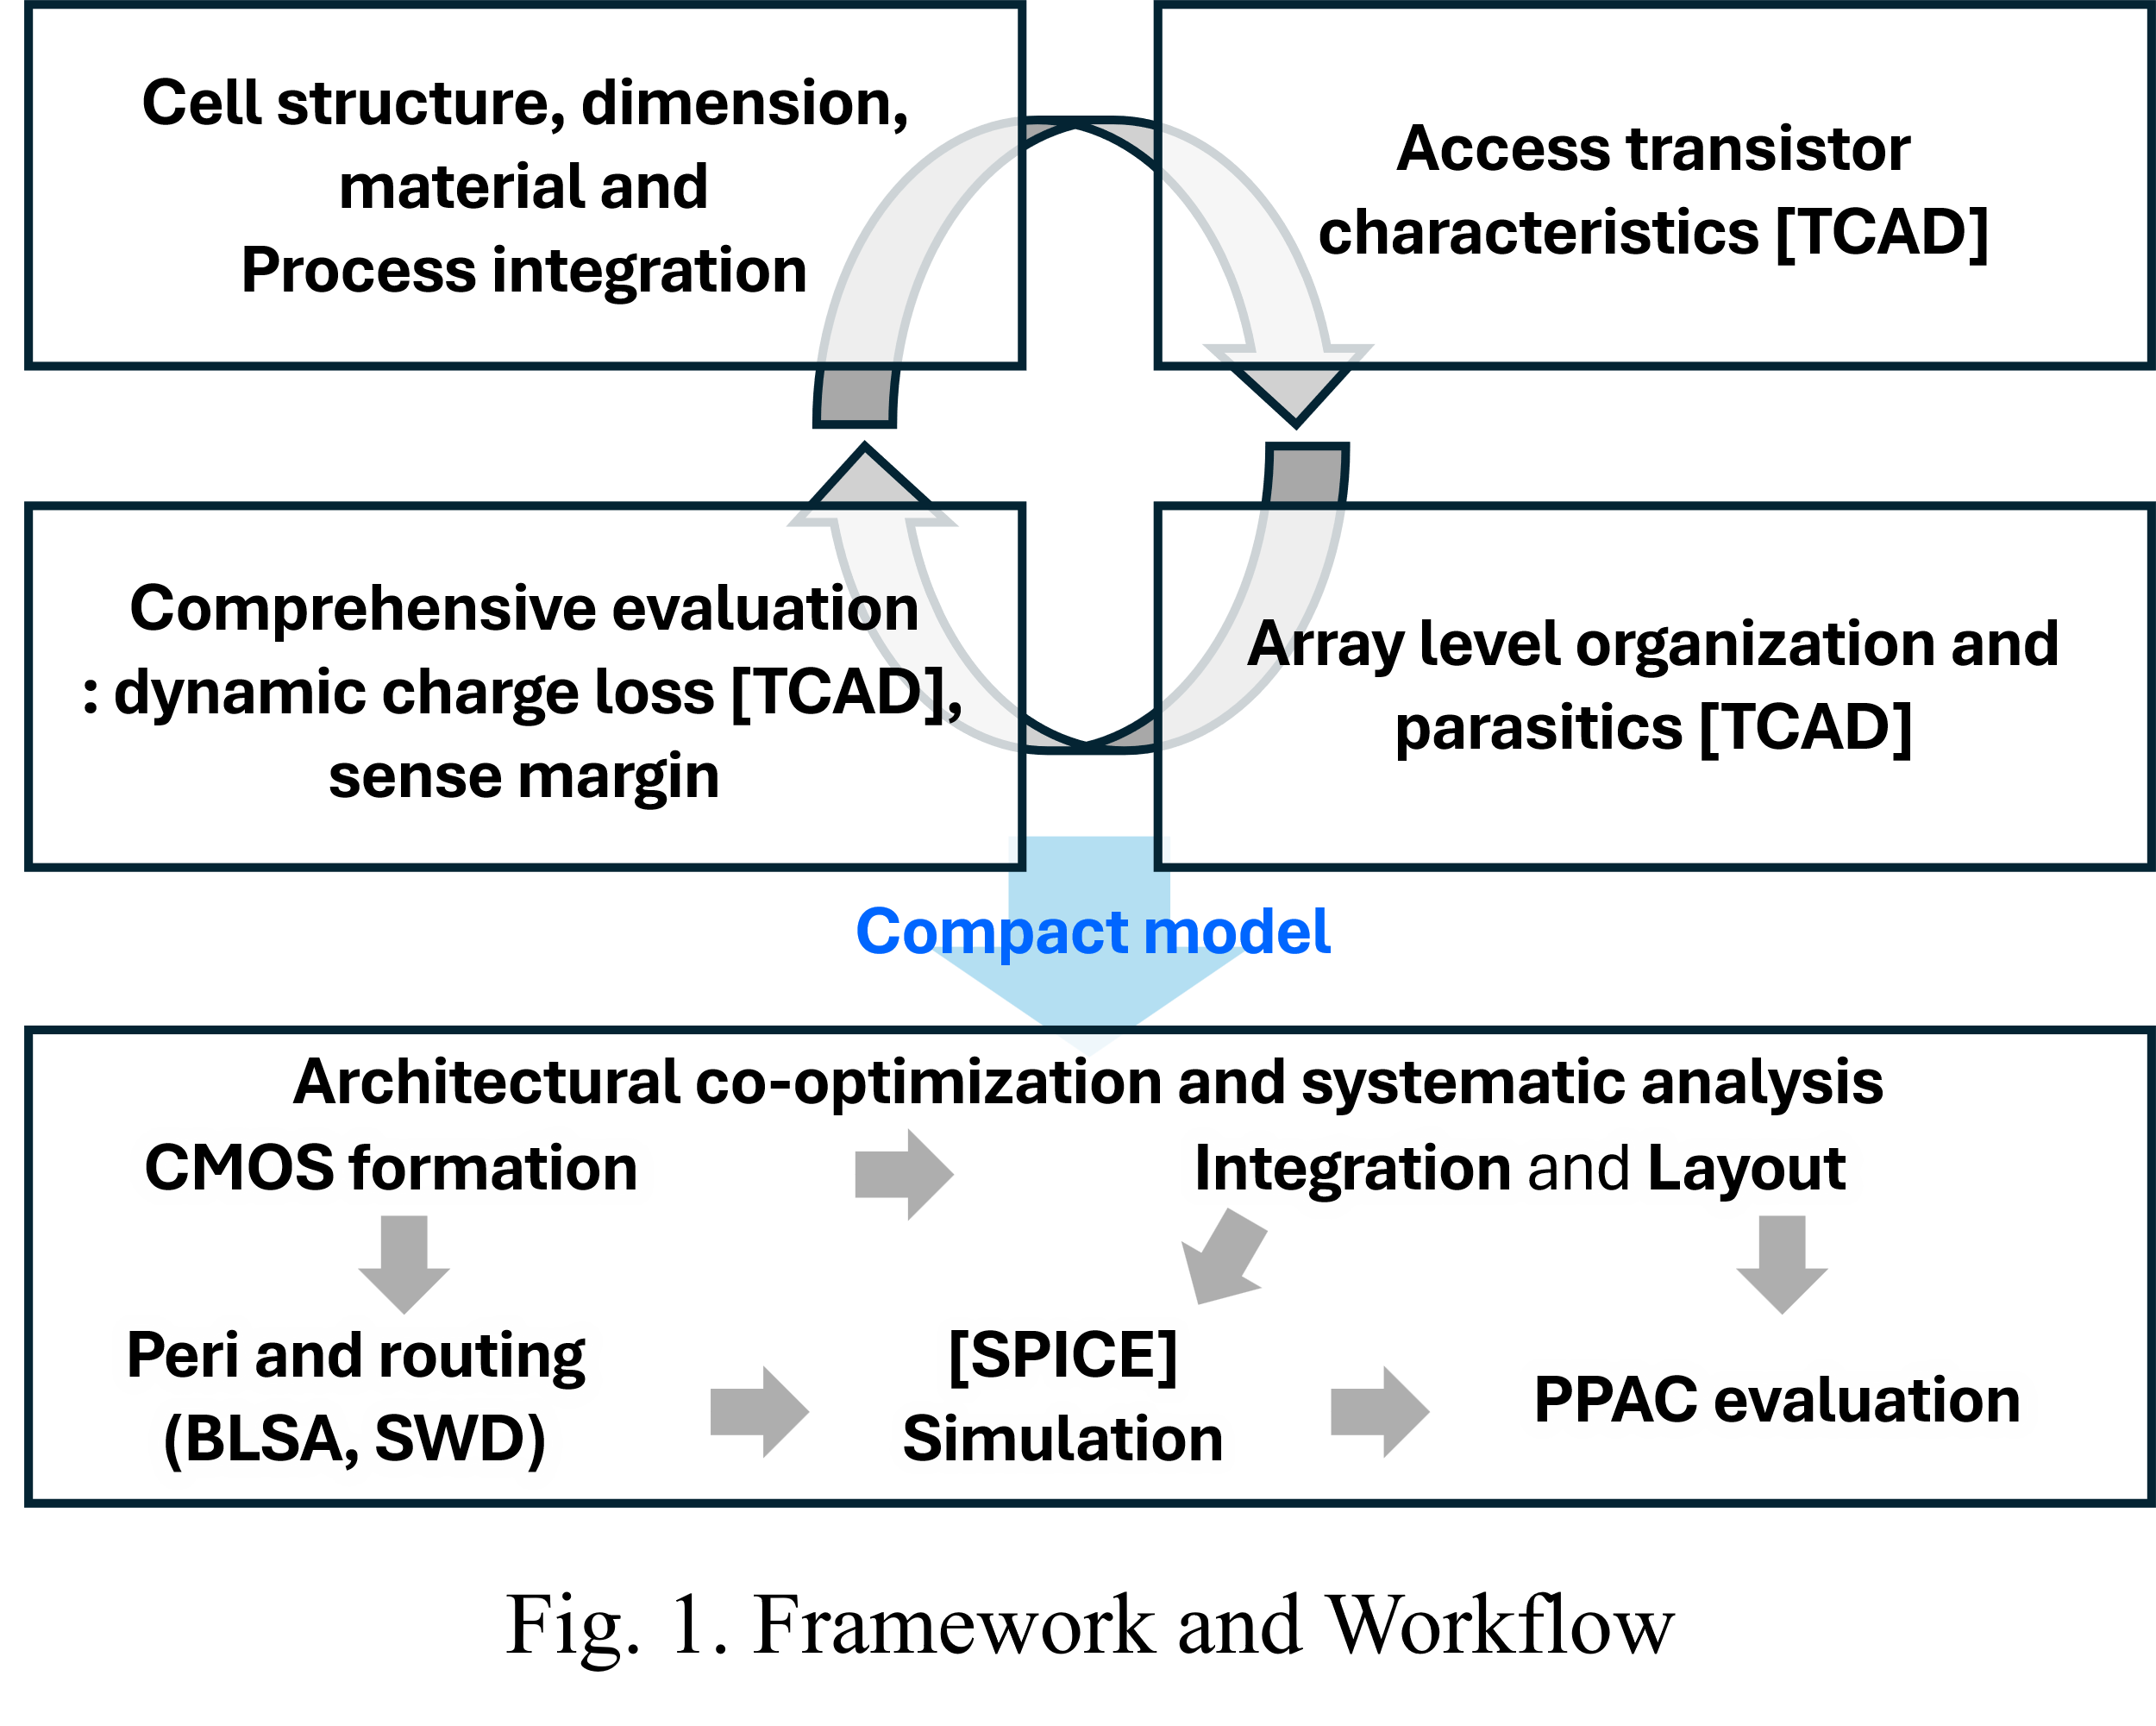 Cell structure, dimension,
material and
Process integration
Access transistor
characteristics [TCAD]
Comprehensive evaluation
: dynamic charge loss [TCAD],
sense margin
Array level organization and
parasitics [TCAD]
Compact model
Architectural co-optimization and systematic analysis
CMOS formation
Integration and Layout
Peri and routing
(BLSA, SWD)
[SPICE]
Simulation
PPAC evaluation
Fig. 1. Framework and Workflow